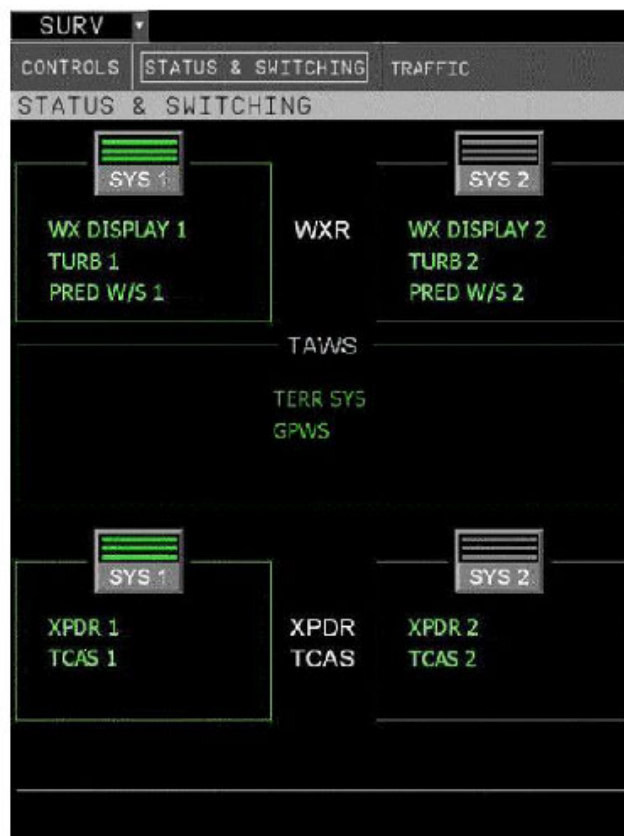 SURV
CONTROLS STATUS & SWITCHING TRAFFIC
STATUS & SWITCHING
SYS 1 SYS 2
WX DISPLAY 1 WXR WX DISPLAY 2
TURB 1 TURB 2
PRED W/S 1 PRED W/S 2
TAWS
TERR SYS
GPWS
SYS 1 SYS 2
XPDR 1 XPDR XPDR 2
TCAS 1 TCAS TCAS 2